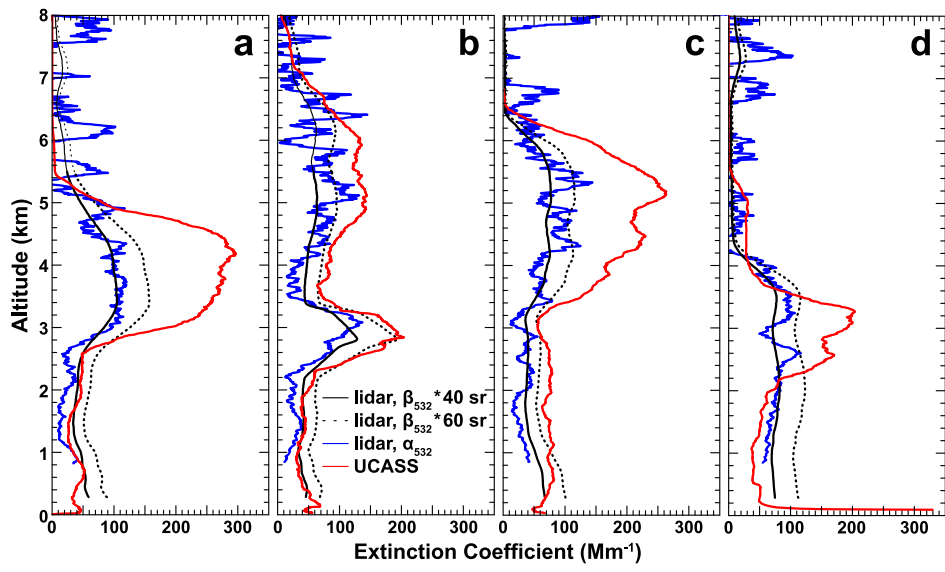 a
b
c
d
8
7
6
5
4
3
2
1
0
Altitude (km)
lidar, β532*40 sr
lidar, β532*60 sr
lidar, α532
UCASS
0 100 200 300
0 100 200 300
0 100 200 300
0 100 200 300
Extinction Coefficient (Mm-1)